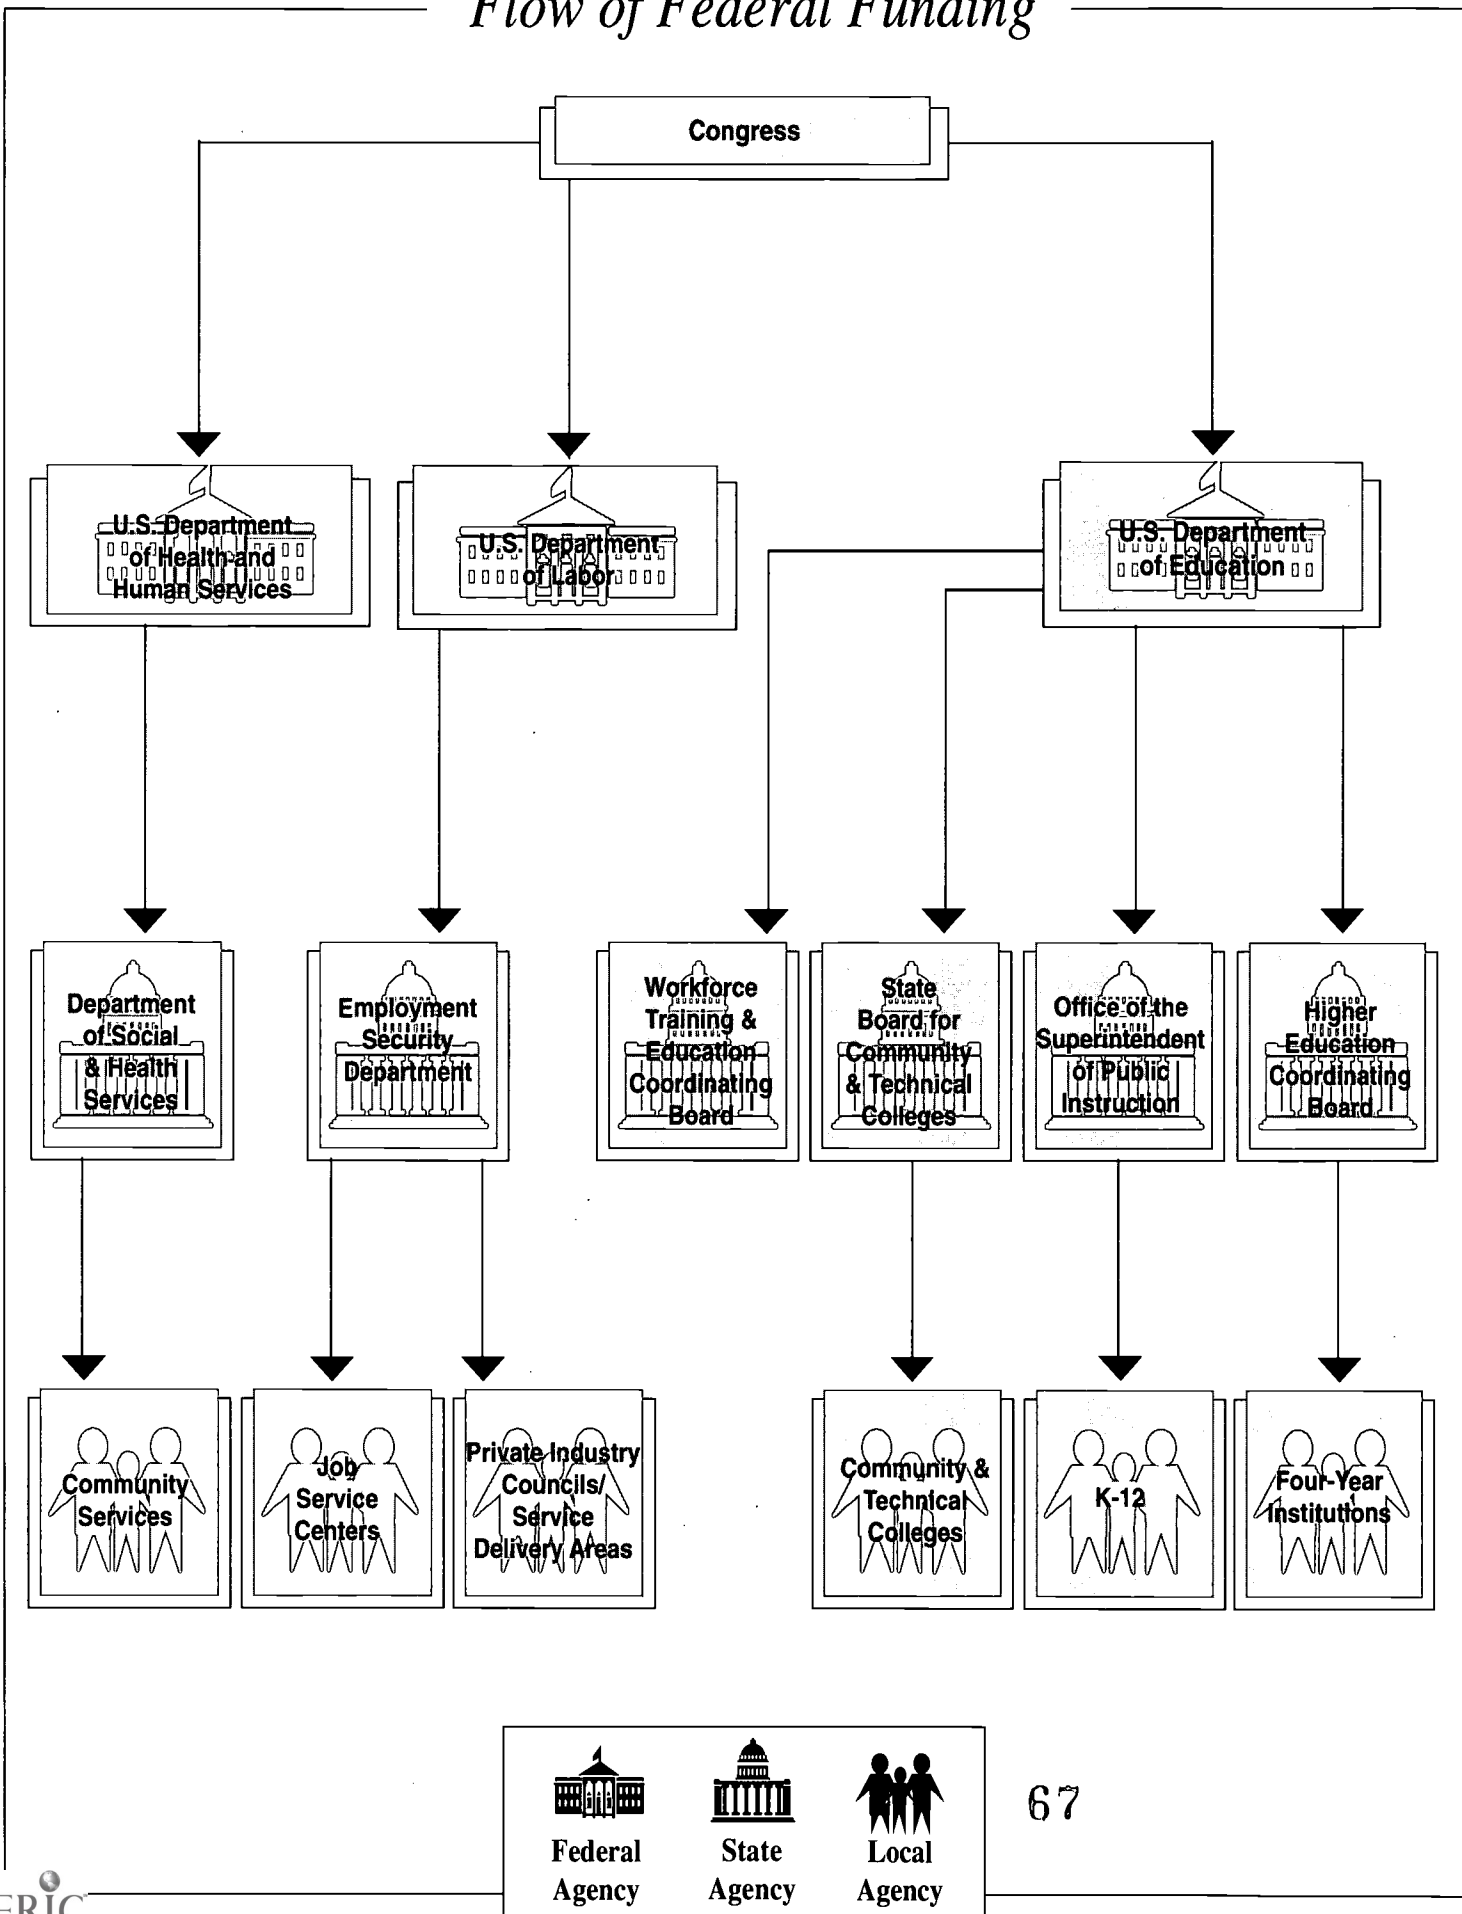 Flow of Federal Funding
Congress
U.S. Department
of Health and
Human Services
U.S. Department
of Labor
U.S. Department
of Education
Department
of Social
& Health
Services
Employment
Security
Department
Workforce
Training &
Education
Coordinating
Board
State
Board for
Community
& Technical
Colleges
Office of the
Superintendent
of Public
Instruction
Higher
Education
Coordinating
Board
Community
Services
Job
Service
Centers
Private Industry
Councils/
Service
Delivery Areas
Community &
Technical
Colleges
K-12
Four-Year
Institutions
Federal
Agency
State
Agency
Local
Agency
67
ERIC